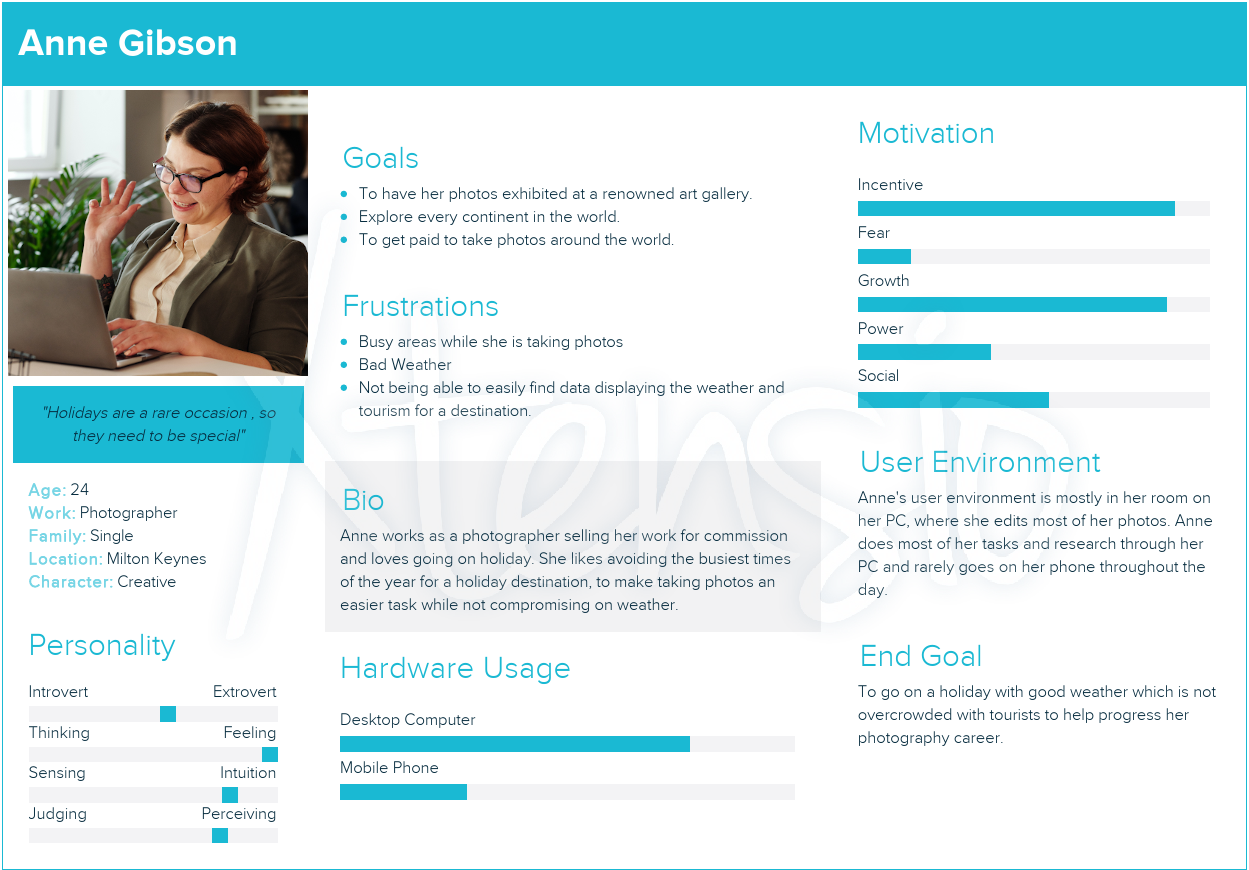 Anne Gibson
"Holidays are a rare occasion , so
they need to be special"
Age: 24
Work: Photographer
Family: Single
Location: Milton Keynes
Character: Creative
Personality
Introvert Extrovert
Thinking Feeling
Sensing Intuition
Judging Perceiving
Goals
To have her photos exhibited at a renowned art gallery.
Explore every continent in the world.
To get paid to take photos around the world.
Frustrations
Busy areas while she is taking photos
Bad Weather
Not being able to easily find data displaying the weather and
tourism for a destination.
Bio
Anne works as a photographer selling her work for commission
and loves going on holiday. She likes avoiding the busiest times
of the year for a holiday destination, to make taking photos an
easier task while not compromising on weather.
Hardware Usage
Desktop Computer
Mobile Phone
Motivation
Incentive
Fear
Growth
Power
Social
User Environment
Anne's user environment is mostly in her room on
her PC, where she edits most of her photos. Anne
does most of her tasks and research through her
PC and rarely goes on her phone throughout the
day.
End Goal
To go on a holiday with good weather which is not
overcrowded with tourists to help progress her
photography career.
Xtensio